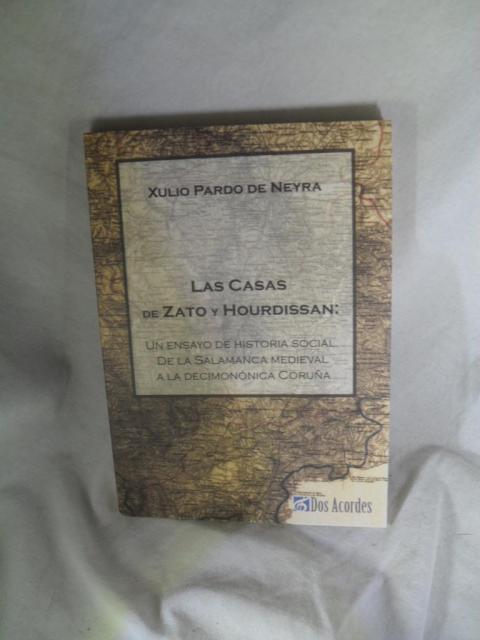 XULIO PARDO DE NEYRA
LAS CASAS
DE ZATO Y HOURDISSAN:
UN ENSAYO DE HISTORIA SOCIAL.
DE LA SALAMANCA MEDIEVAL
A LA DECIMONÓNICA CORUÑA
Dos Acordes